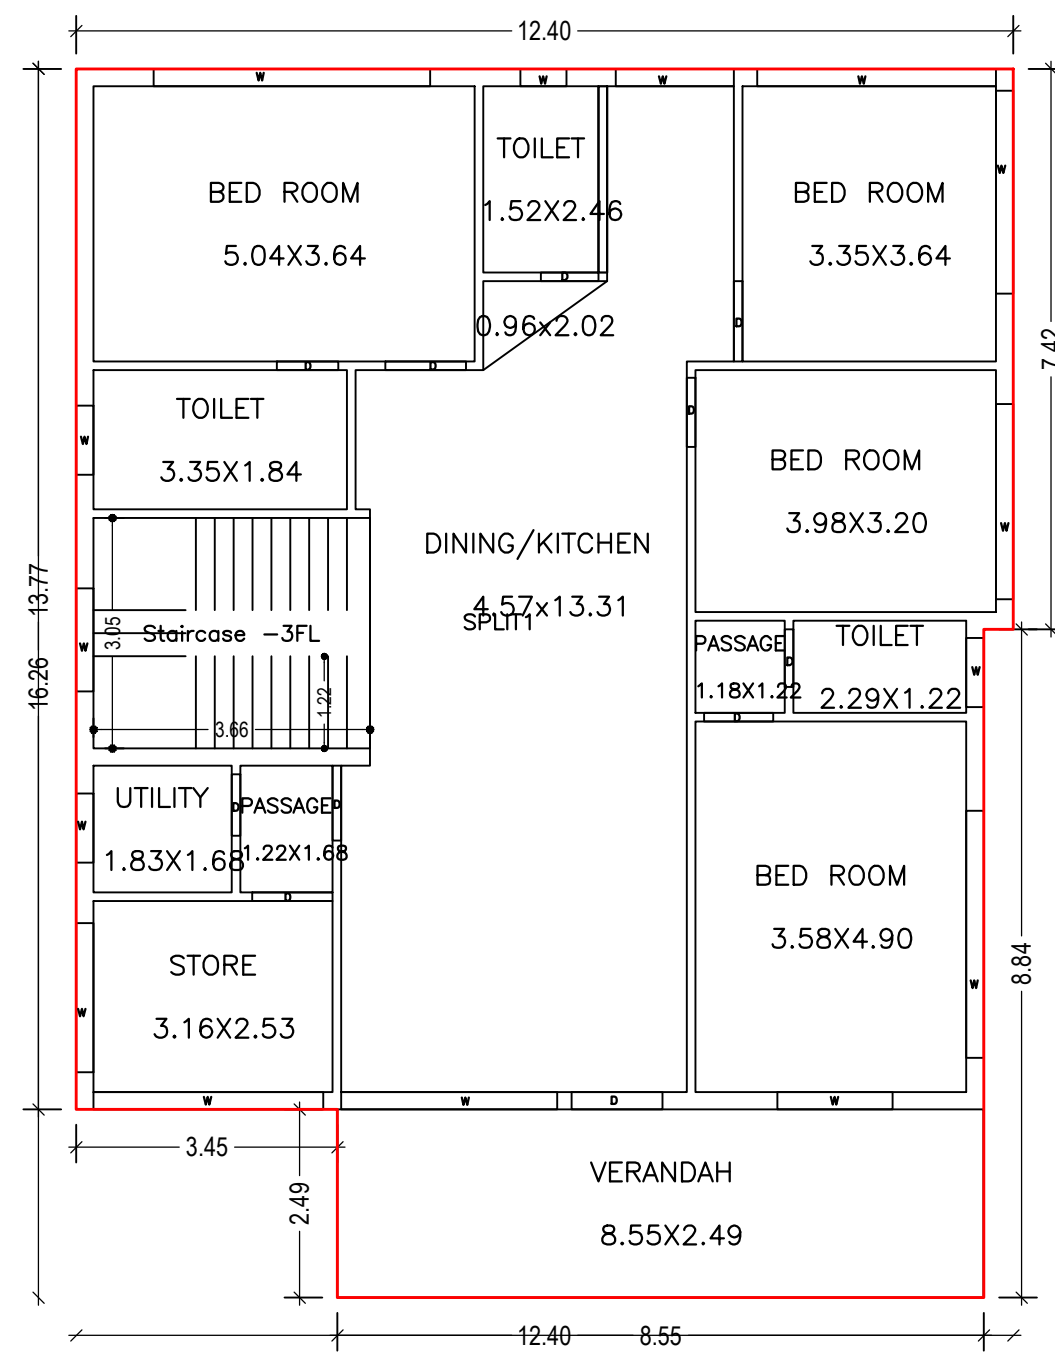 12.40
W
W
W
W
TOILET
1.52X2.46
BED ROOM
5.04X3.64
BED ROOM
3.35X3.64
W
D
0.96x2.02
D
7.42
D
D
TOILET
3.35X1.84
W
D
BED ROOM
3.98X3.20
W
DINING/KITCHEN
4.57x13.31
SPLIT1
13.77
16.26
3.05
Staircase -3FL
W
1.22
3.66
PASSAGE
1.18X1.22
D
TOILET
2.29X1.22
W
D
UTILITY
1.83X1.68
W
D
PASSAGE
1.22X1.68
D
D
BED ROOM
3.58X4.90
W
8.84
STORE
3.16X2.53
W
W
W
D
W
3.45
2.49
VERANDAH
8.55X2.49
12.40
8.55